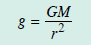 g = GM / r²